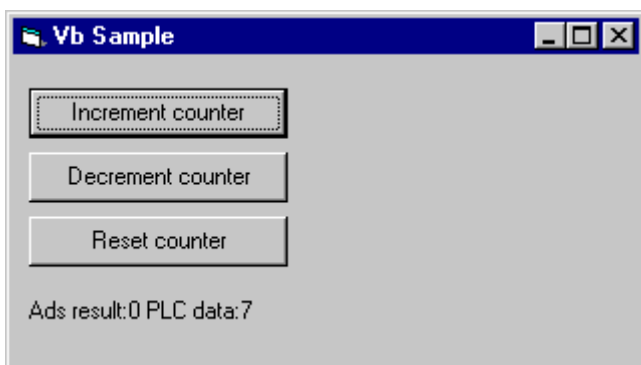 Vb Sample
Increment counter
Decrement counter
Reset counter
Ads result:0 PLC data:7